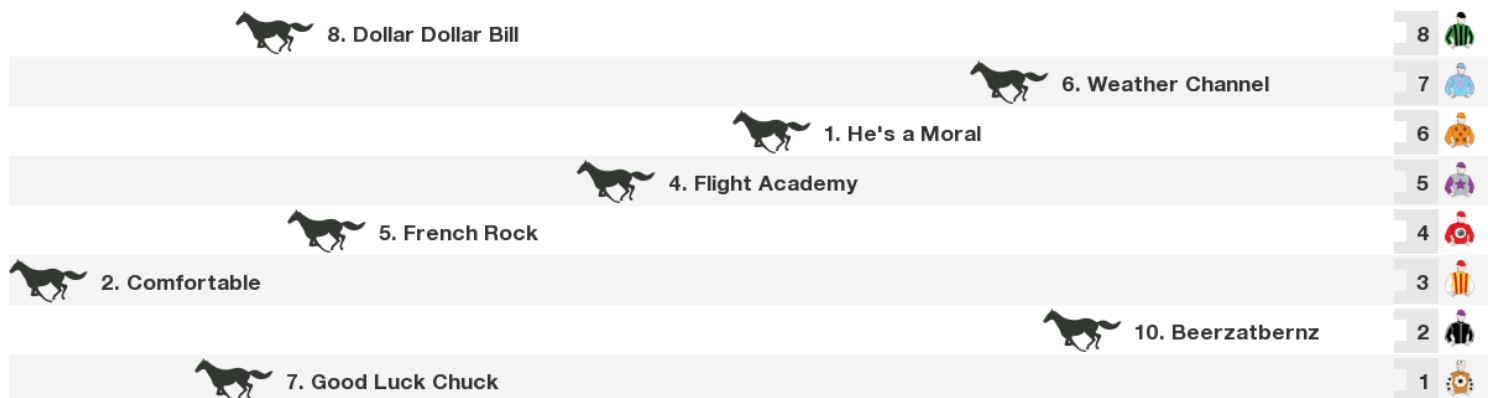 8. Dollar Dollar Bill 8
6. Weather Channel 7
1. He's a Moral 6
4. Flight Academy 5
5. French Rock 4
2. Comfortable 3
10. Beerzatbernz 2
7. Good Luck Chuck 1